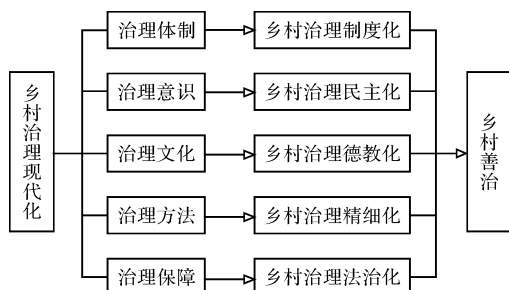 乡村治理现代化
治理体制
乡村治理制度化
治理意识
乡村治理民主化
治理文化
乡村治理德教化
治理方法
乡村治理精细化
治理保障
乡村治理法治化
乡村善治